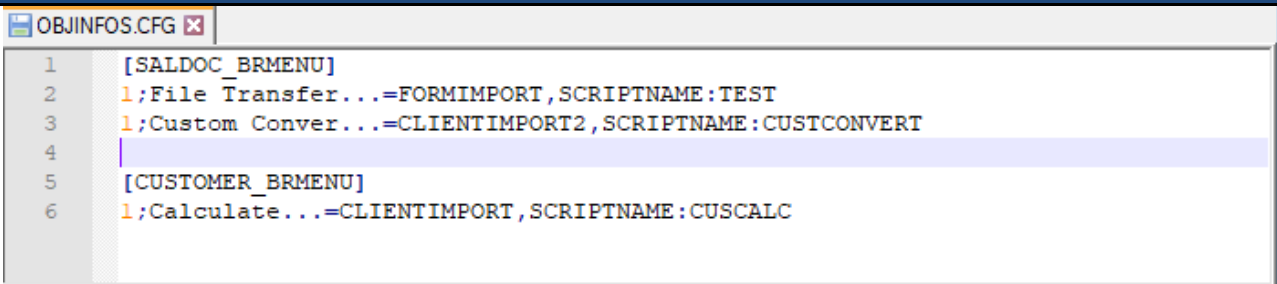 OBJINFOS.CFG
1 [SALDOC_BRMENU]
2 1;File Transfer...=FORMIMPORT,SCRIPTNAME:TEST
3 1;Custom Conver...=CLIENTIMPORT2,SCRIPTNAME:CUSTCONVERT
4
5 [CUSTOMER_BRMENU]
6 1;Calculate...=CLIENTIMPORT,SCRIPTNAME:CUSCALC